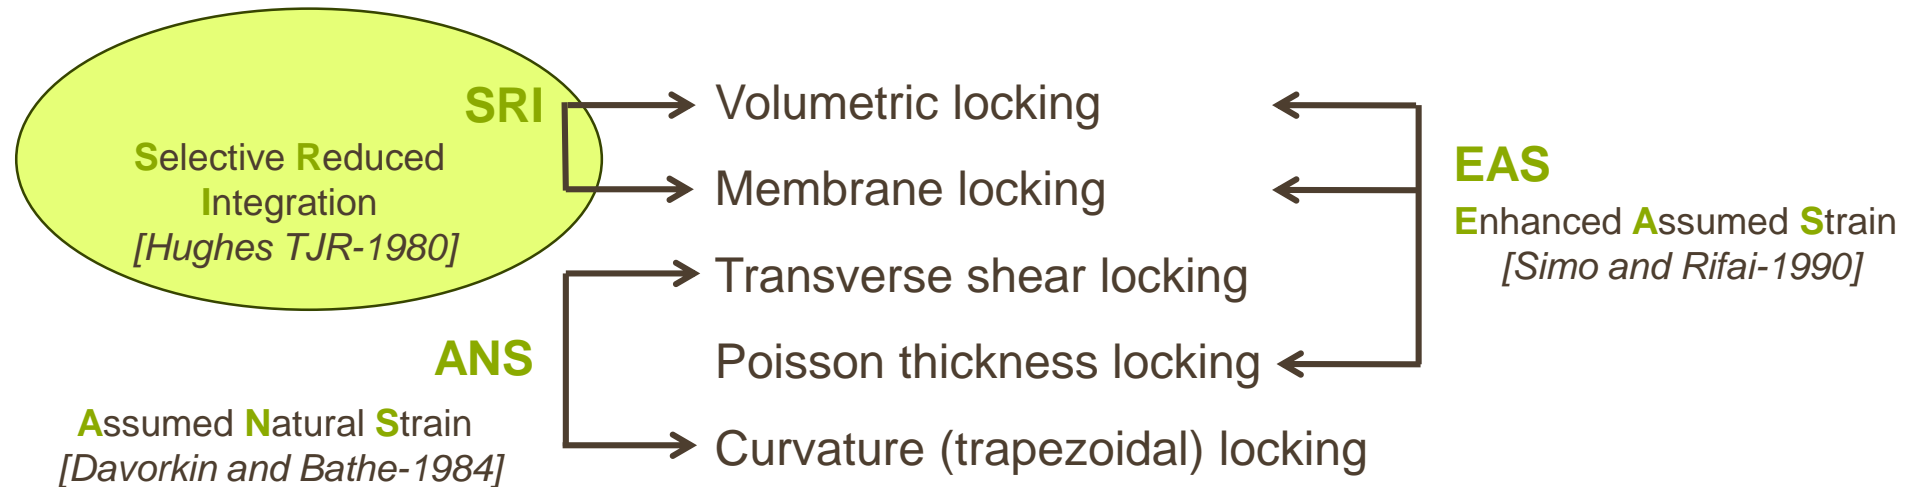 SRI
Selective Reduced
Integration
[Hughes TJR-1980]
ANS
Assumed Natural Strain
[Davorkin and Bathe-1984]
Volumetric locking
Membrane locking
Transverse shear locking
Poisson thickness locking
Curvature (trapezoidal) locking
EAS
Enhanced Assumed Strain
[Simo and Rifai-1990]